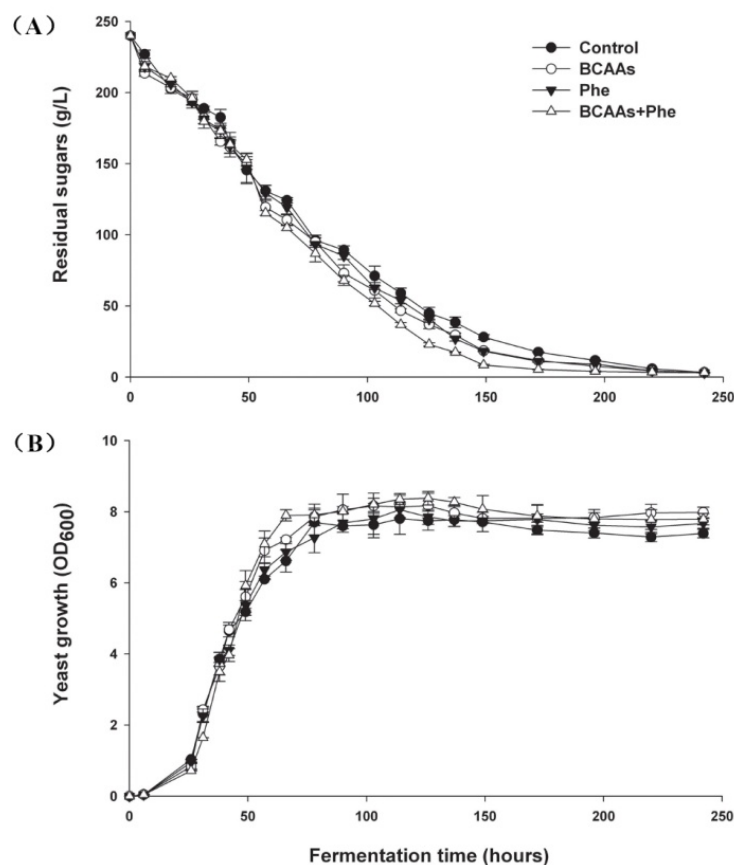 (A)
250
200
150
100
50
0
Residual sugars (g/L)
Control
BCAAs
Phe
BCAAs+Phe
0 50 100 150 200 250
(B)
10
8
6
4
2
0
Yeast growth (OD600)
0 50 100 150 200 250
Fermentation time (hours)